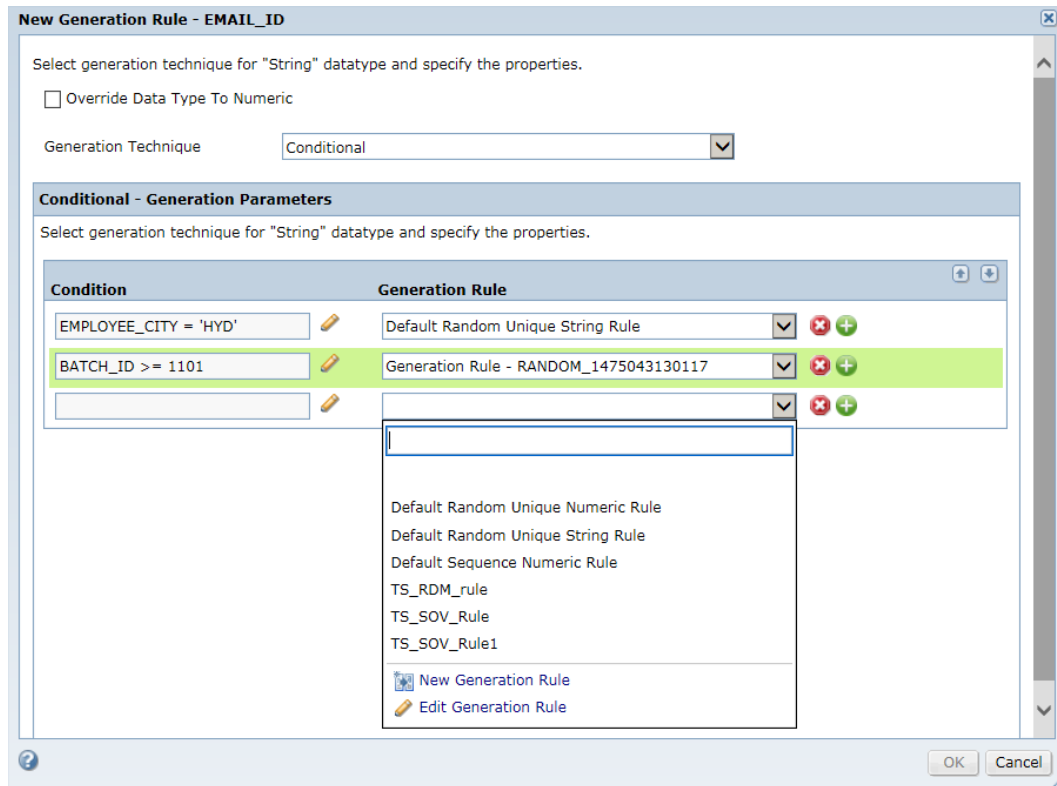 New Generation Rule - EMAIL_ID
Select generation technique for "String" datatype and specify the properties.
Override Data Type To Numeric
Generation Technique Conditional
Conditional - Generation Parameters
Select generation technique for "String" datatype and specify the properties.
Condition Generation Rule
EMPLOYEE_CITY = 'HYD' Default Random Unique String Rule
BATCH_ID >= 1101 Generation Rule - RANDOM_1475043130117
Default Random Unique Numeric Rule
Default Random Unique String Rule
Default Sequence Numeric Rule
TS_RDM_rule
TS_SOV_Rule
TS_SOV_Rule1
New Generation Rule
Edit Generation Rule
OK Cancel